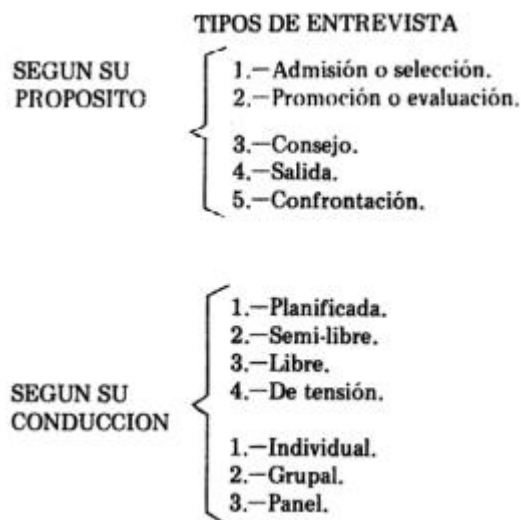 TIPOS DE ENTREVISTA
SEGUN SU
PROPOSITO
1.—Admisión o selección.
2.—Promoción o evaluación.
3.—Consejo.
4.—Salida.
5.—Confrontación.
SEGUN SU
CONDUCCION
1.—Planificada.
2.—Semi-libre.
3.—Libre.
4.—De tensión.
1.—Individual.
2.—Grupal.
3.—Panel.